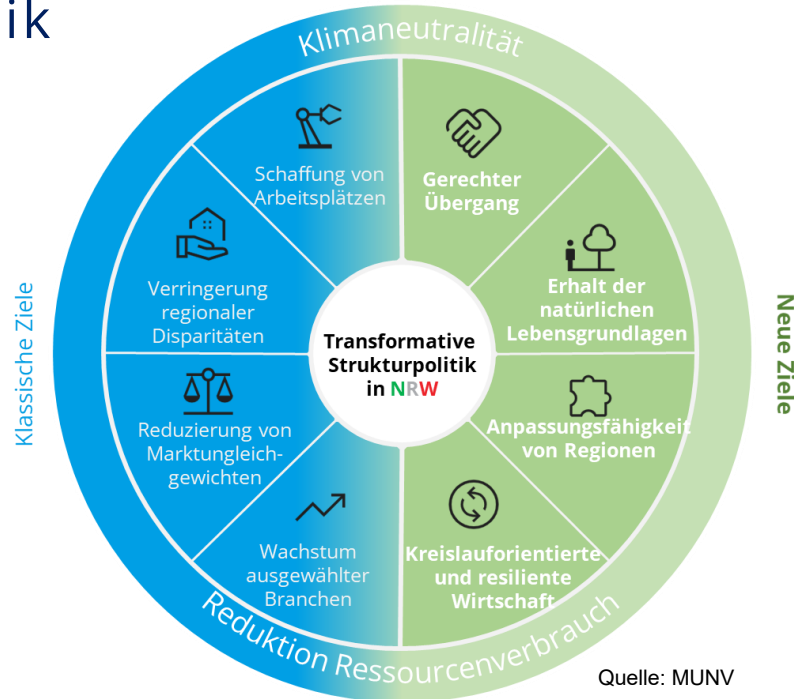 ik
Klimaneutralität
Schaffung von
Arbeitsplätzen
Gerechter
Übergang
Verringerung
regionaler
Disparitäten
Erhalt der
natürlichen
Lebensgrundlagen
Klassische Ziele
Transformative
Strukturpolitik
in NRW
Neue Ziele
Reduzierung von
Marktungleich-
gewichten
Anpassungsfähigkeit
von Regionen
Wachstum
ausgewählter
Branchen
Kreislauforientierte
und resiliente
Wirtschaft
Reduktion Ressourcenverbrauch
Quelle: MUNV